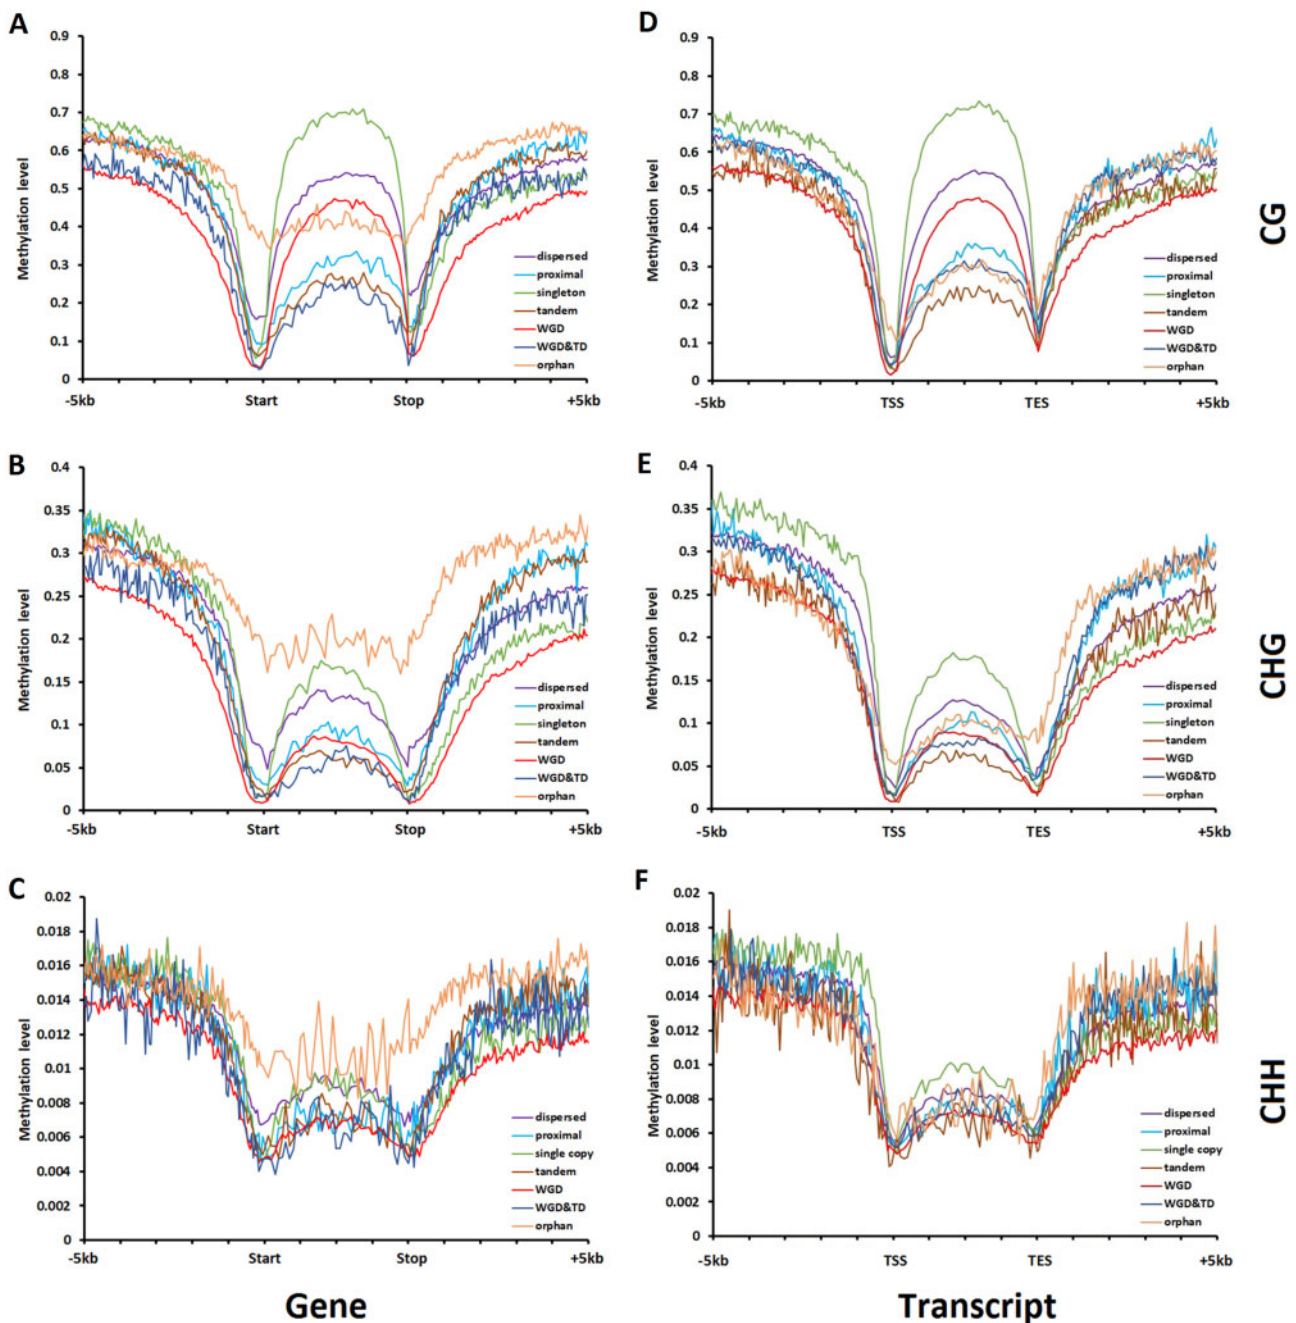 A
Methylation level
0.9
0.8
0.7
0.6
0.5
0.4
0.3
0.2
0.1
0
-5kb
Start
Stop
+5kb
dispersed
proximal
singleton
tandem
WGD
WGD&TD
orphan
D
Methylation level
0.9
0.8
0.7
0.6
0.5
0.4
0.3
0.2
0.1
0
-5kb
TSS
TES
+5kb
dispersed
proximal
singleton
tandem
WGD
WGD&TD
orphan
CG
B
Methylation level
0.4
0.35
0.3
0.25
0.2
0.15
0.1
0.05
0
-5kb
Start
Stop
+5kb
dispersed
proximal
singleton
tandem
WGD
WGD&TD
orphan
E
Methylation level
0.4
0.35
0.3
0.25
0.2
0.15
0.1
0.05
0
-5kb
TSS
TES
+5kb
dispersed
proximal
singleton
tandem
WGD
WGD&TD
orphan
CHG
C
Methylation level
0.02
0.018
0.016
0.014
0.012
0.01
0.008
0.006
0.004
0.002
0
-5kb
Start
Stop
+5kb
dispersed
proximal
single copy
tandem
WGD
WGD&TD
orphan
F
Methylation level
0.02
0.018
0.016
0.014
0.012
0.01
0.008
0.006
0.004
0.002
0
-5kb
TSS
TES
+5kb
dispersed
proximal
single copy
tandem
WGD
WGD&TD
orphan
CHH
Gene
Transcript